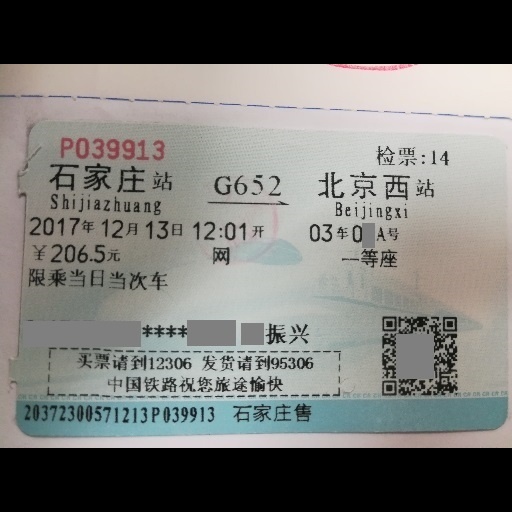 P039913
检票:14
石家庄站 G652 北京西站
Shijiazhuang Beijingxi
2017年12月13日 12:01开 03车0 A号
￥206.5元 网 一等座
限乘当日当次车
**** 振兴
买票请到12306 发货请到95306
中国铁路祝您旅途愉快
20372300571213P039913 石家庄售